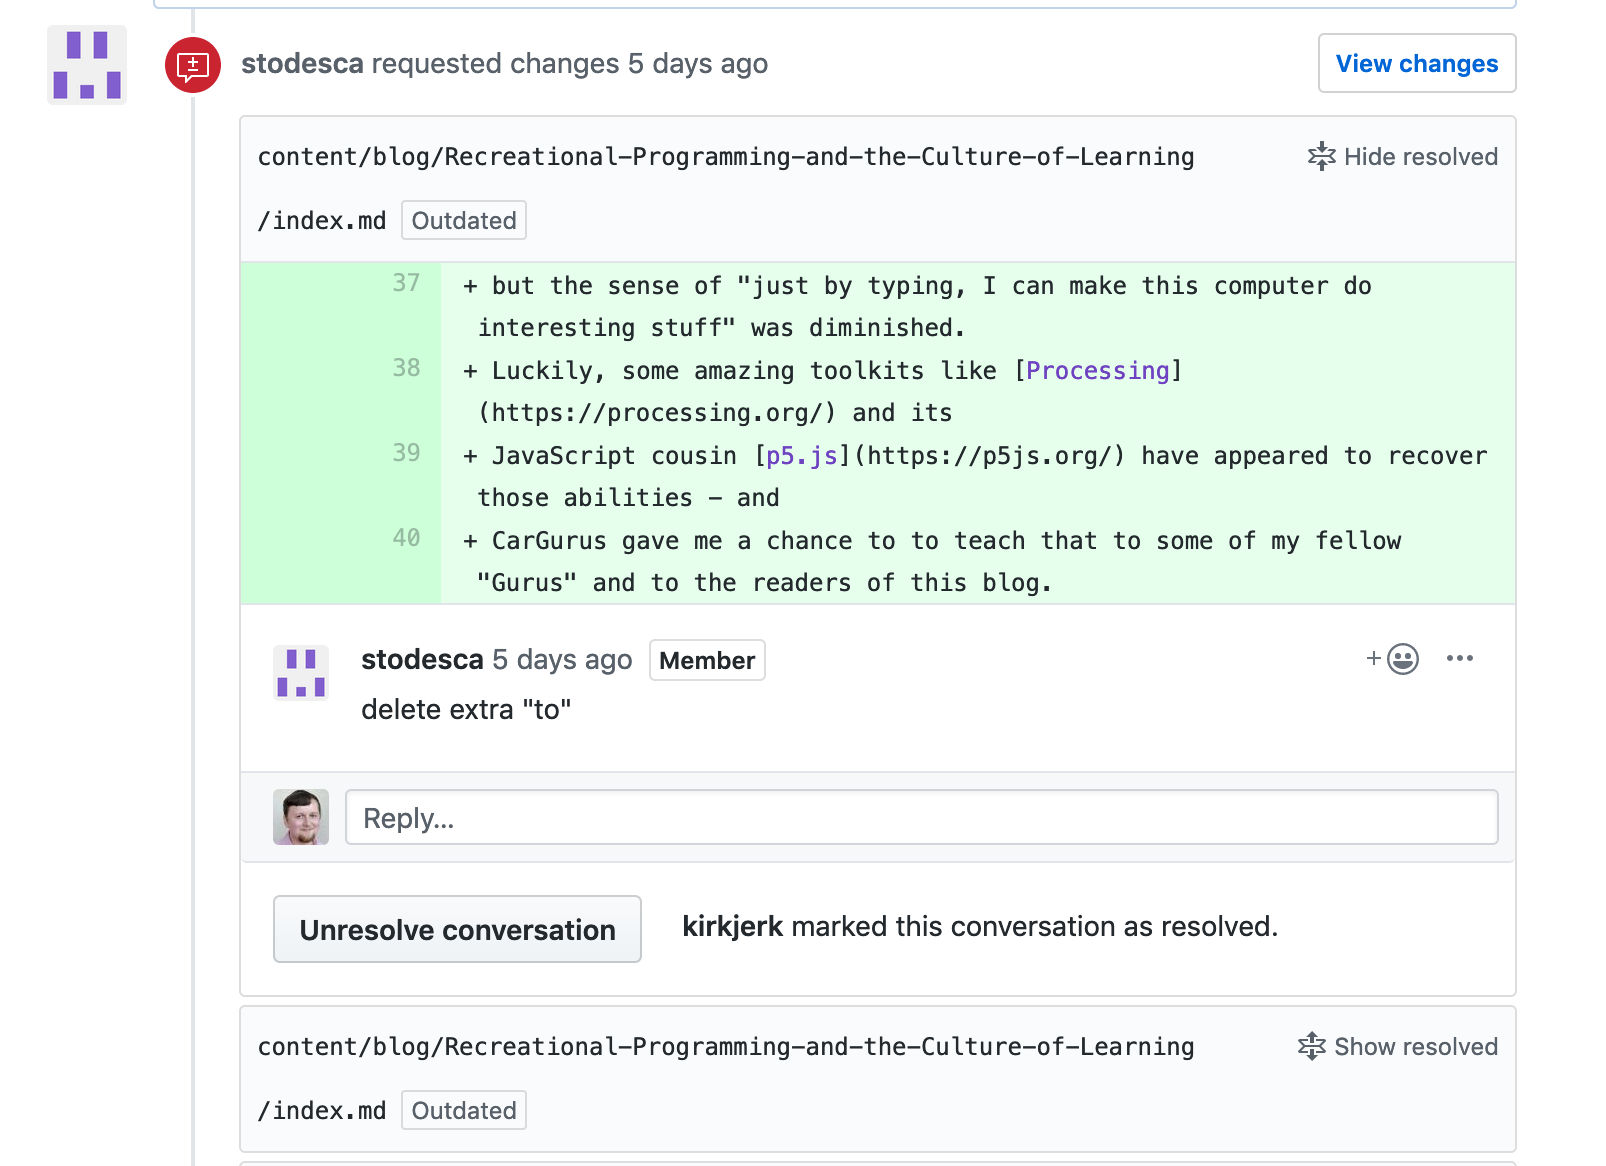 stodesca requested changes 5 days ago
View changes
content/blog/Recreational-Programming-and-the-Culture-of-Learning
Hide resolved
/index.md Outdated
37 + but the sense of "just by typing, I can make this computer do
interesting stuff" was diminished.
38 + Luckily, some amazing toolkits like [Processing]
(https://processing.org/) and its
39 + JavaScript cousin [p5.js](https://p5js.org/) have appeared to recover
those abilities – and
40 + CarGurus gave me a chance to to teach that to some of my fellow
"Gurus" and to the readers of this blog.
stodesca 5 days ago Member
delete extra "to"
Reply...
Unresolve conversation
kirkjerk marked this conversation as resolved.
content/blog/Recreational-Programming-and-the-Culture-of-Learning
Show resolved
/index.md Outdated